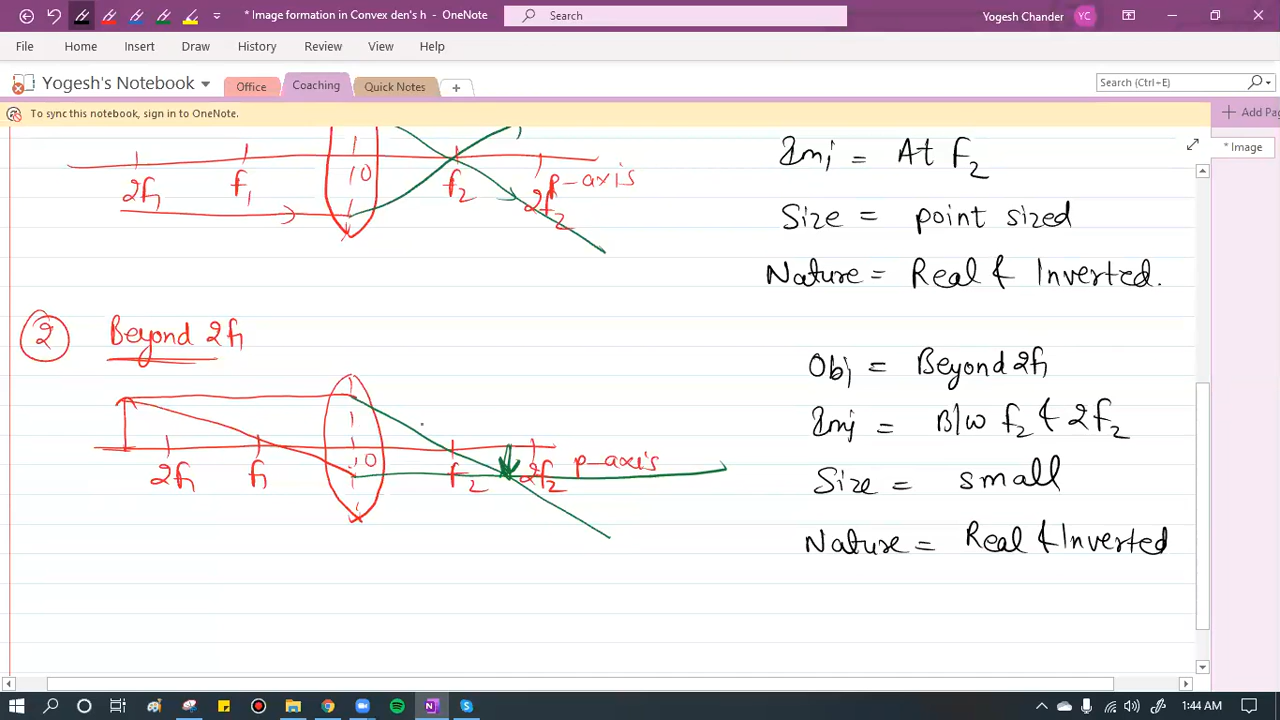 *Image formation in Convex den's h - OneNote
Search
Yogesh Chander
YC
File Home Insert Draw History Review View Help
Yogesh's Notebook
Office
Coaching
Quick Notes
+
Search (Ctrl+E)
To sync this notebook, sign in to OneNote.
Add Pag
* Image
2f1 f1 O f2 2f2 p-axis
Imj = At f2
Size = point sized
Nature = Real & Inverted.
2 Beyond 2f1
2f1 f1 O f2 2f2 p-axis
Obj = Beyond 2f1
Imj = B/w f2 & 2f2
Size = small
Nature = Real & Inverted
1:44 AM